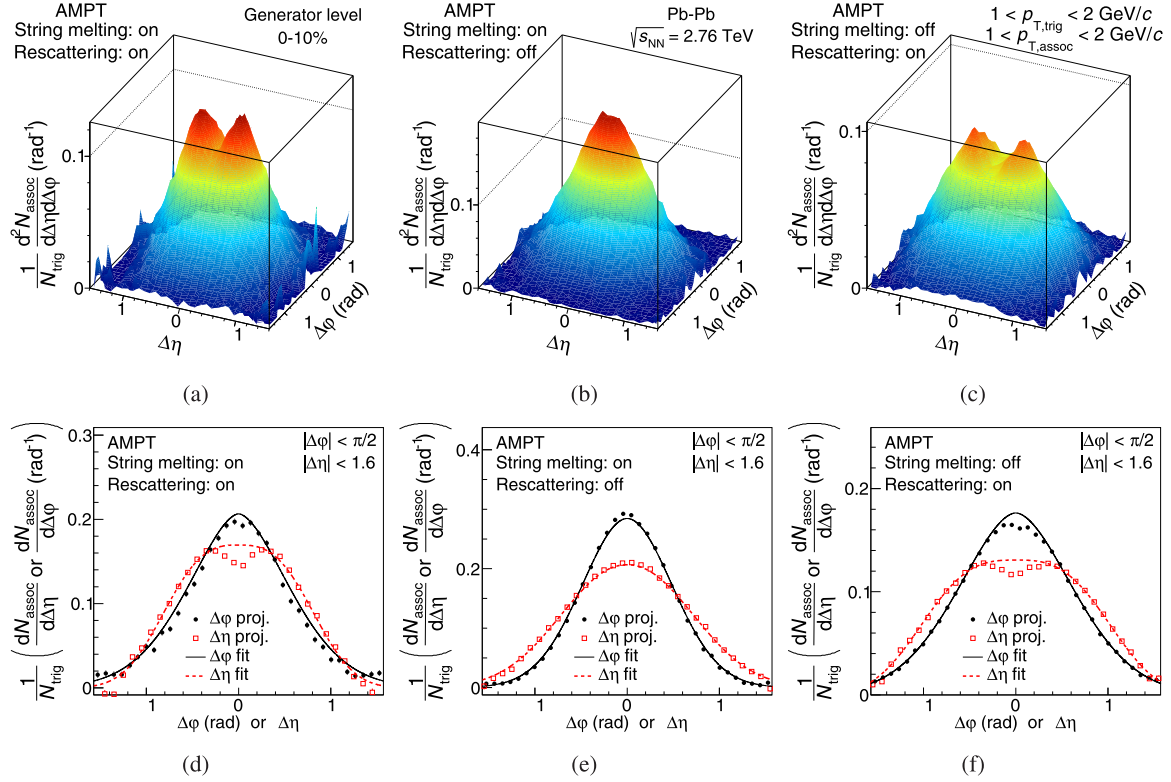 AMPT
String melting: on
Rescattering: on
Generator level
0-10%
1/N_trig d²N_assoc/dΔηdΔφ (rad⁻¹)
0.1
0
1
0
1
Δη
1
0
1
Δφ (rad)
(a)
AMPT
String melting: on
Rescattering: off
Pb-Pb
√s_NN = 2.76 TeV
1/N_trig d²N_assoc/dΔηdΔφ (rad⁻¹)
0.1
0
1
0
1
Δη
1
0
1
Δφ (rad)
(b)
AMPT
String melting: off
Rescattering: on
1 < p_T,trig < 2 GeV/c
1 < p_T,assoc < 2 GeV/c
1/N_trig d²N_assoc/dΔηdΔφ (rad⁻¹)
0.1
0
1
0
1
Δη
1
0
1
Δφ (rad)
(c)
AMPT
String melting: on
Rescattering: on
|Δφ| < π/2
|Δη| < 1.6
1/N_trig (dN_assoc/dΔη or dN_assoc/dΔφ (rad⁻¹))
0.3
0.2
0.1
0
Δφ proj.
Δη proj.
Δφ fit
Δη fit
1
0
1
Δφ (rad) or Δη
(d)
AMPT
String melting: on
Rescattering: off
|Δφ| < π/2
|Δη| < 1.6
1/N_trig (dN_assoc/dΔη or dN_assoc/dΔφ (rad⁻¹))
0.4
0.2
0
Δφ proj.
Δη proj.
Δφ fit
Δη fit
1
0
1
Δφ (rad) or Δη
(e)
AMPT
String melting: off
Rescattering: on
|Δφ| < π/2
|Δη| < 1.6
1/N_trig (dN_assoc/dΔη or dN_assoc/dΔφ (rad⁻¹))
0.2
0.1
0
Δφ proj.
Δη proj.
Δφ fit
Δη fit
1
0
1
Δφ (rad) or Δη
(f)